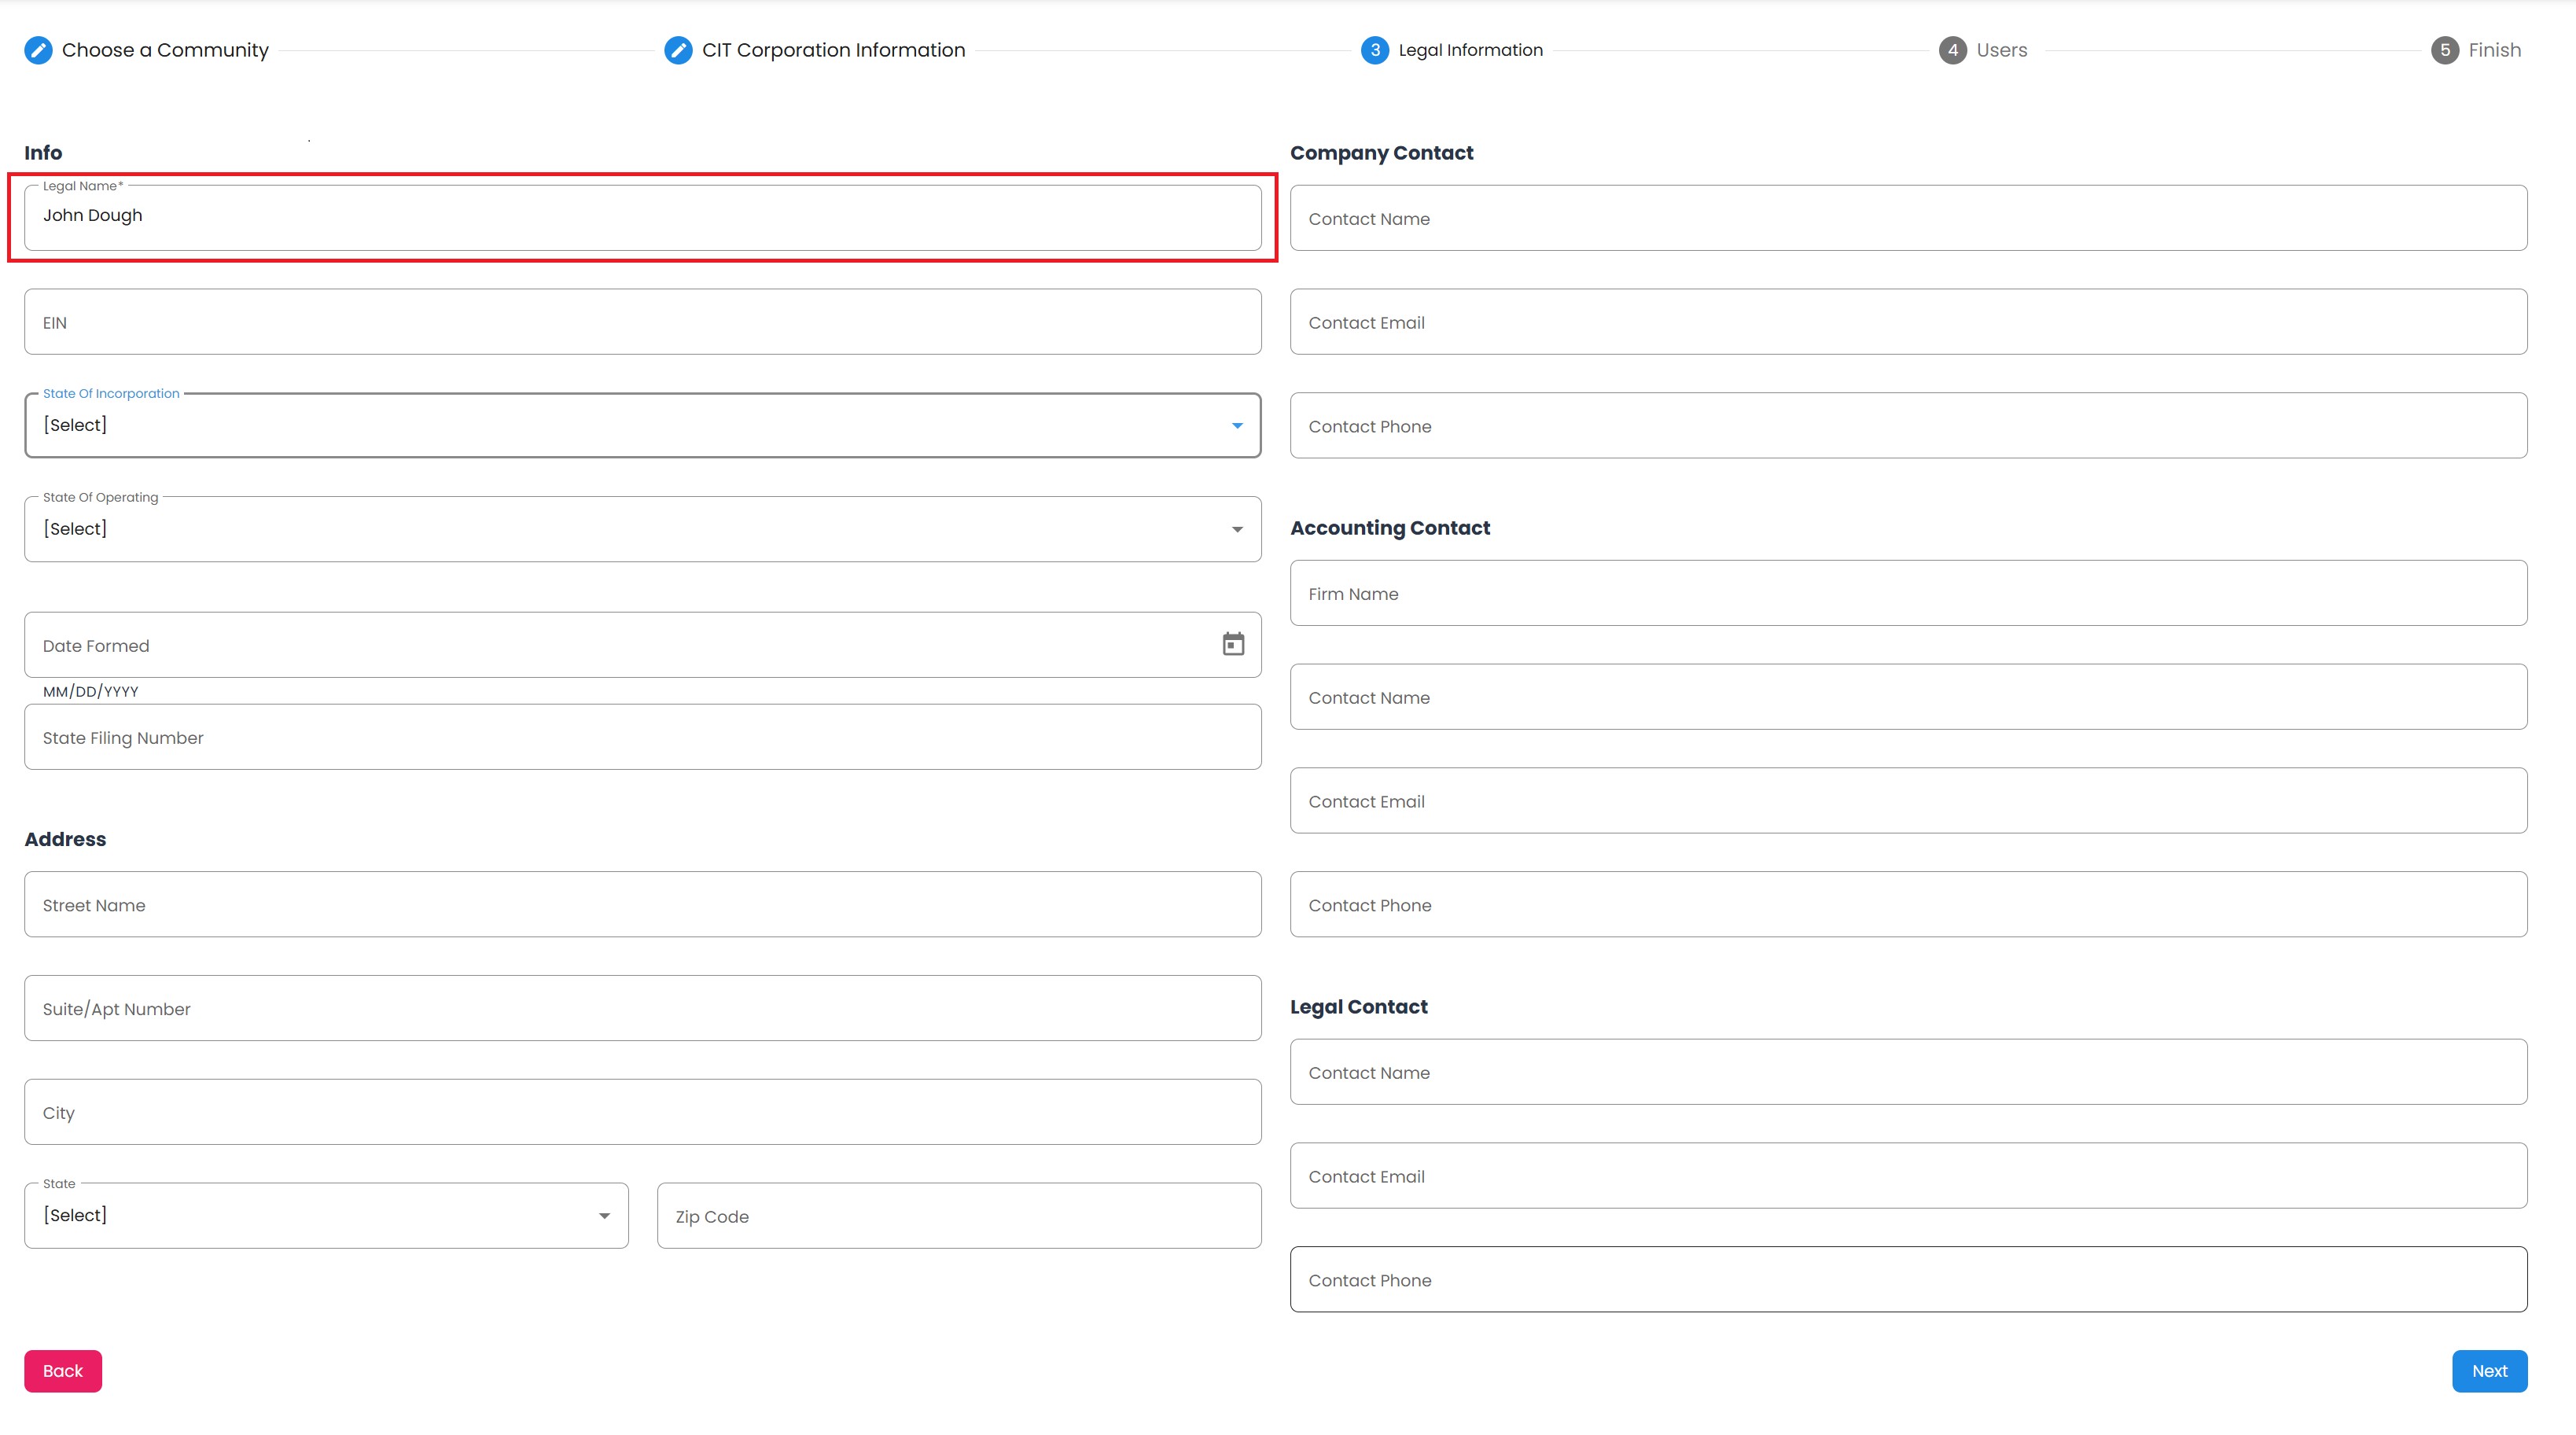 Choose a Community
CIT Corporation Information
3 Legal Information
4 Users
5 Finish
Info
Legal Name*
John Dough
EIN
State Of Incorporation
[Select]
State Of Operating
[Select]
Date Formed
MM/DD/YYYY
State Filing Number
Address
Street Name
Suite/Apt Number
City
State
[Select]
Zip Code
Company Contact
Contact Name
Contact Email
Contact Phone
Accounting Contact
Firm Name
Contact Name
Contact Email
Contact Phone
Legal Contact
Contact Name
Contact Email
Contact Phone
Back
Next